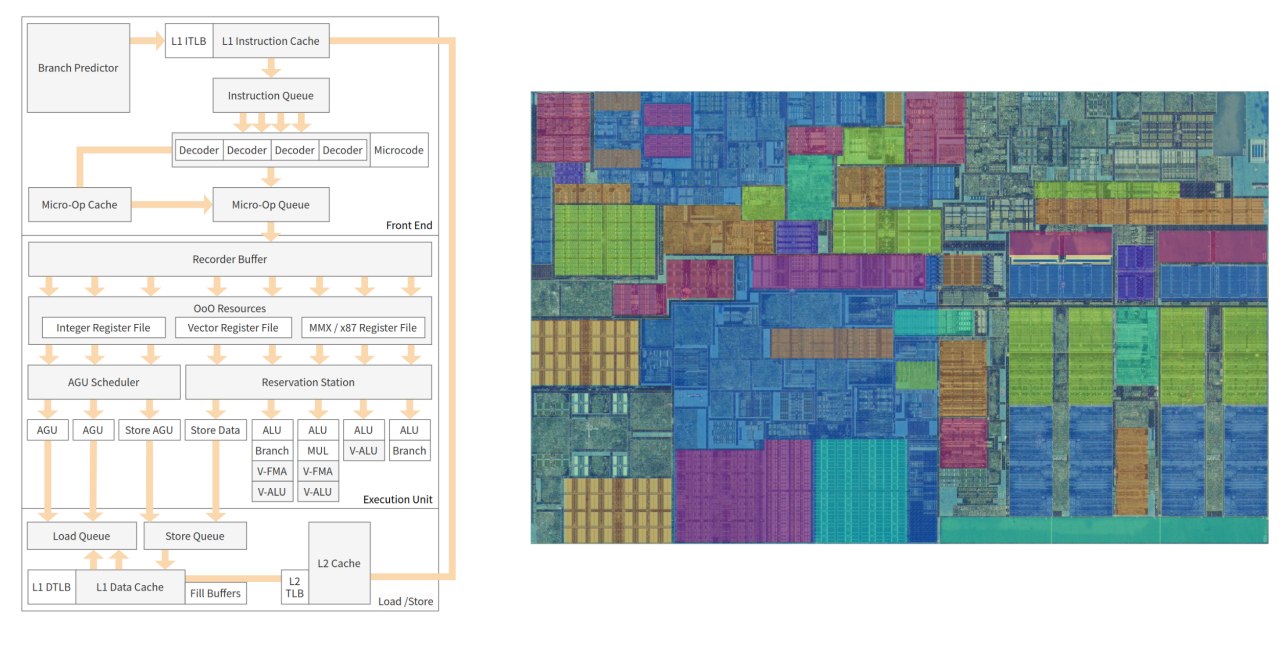 Branch Predictor
L1 ITLB
L1 Instruction Cache
Instruction Queue
Decoder
Decoder
Decoder
Decoder
Microcode
Micro-Op Cache
Micro-Op Queue
Front End
Recorder Buffer
OoO Resources
Integer Register File
Vector Register File
MMX / x87 Register File
AGU Scheduler
Reservation Station
AGU
AGU
Store AGU
Store Data
ALU
ALU
ALU
ALU
Branch
MUL
V-ALU
Branch
V-FMA
V-FMA
V-ALU
V-ALU
Execution Unit
Load Queue
Store Queue
L2 Cache
L1 DTLB
L1 Data Cache
Fill Buffers
L2
TLB
Load /Store